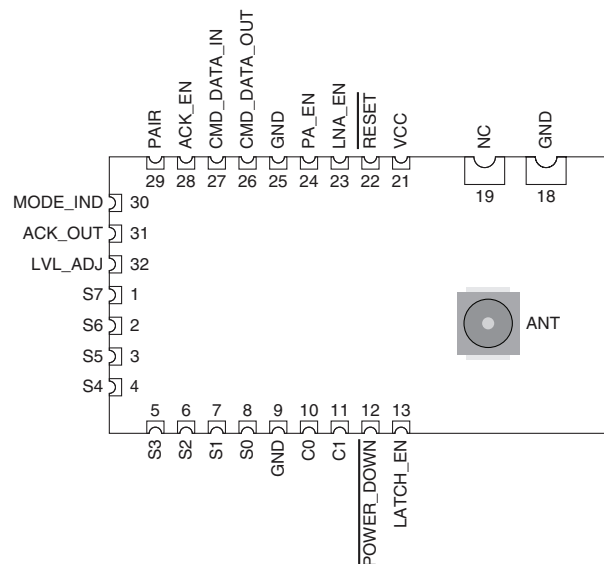 PAIR
ACK_EN
CMD_DATA_IN
CMD_DATA_OUT
GND
PA_EN
LNA_EN
RESET
VCC
NC
GND
29
28
27
26
25
24
23
22
21
19
18
MODE_IND 30
ACK_OUT 31
LVL_ADJ 32
S7 1
S6 2
S5 3
S4 4
ANT
5
6
7
8
9
10
11
12
13
S3
S2
S1
S0
GND
C0
C1
POWER_DOWN
LATCH_EN